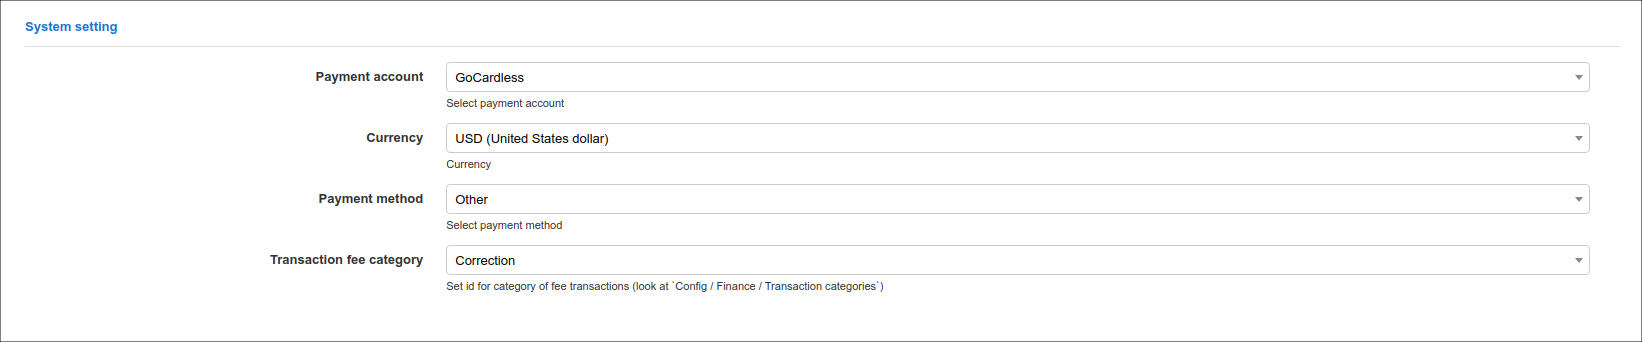 System setting
Payment account
GoCardless
Select payment account
Currency
USD (United States dollar)
Currency
Payment method
Other
Select payment method
Transaction fee category
Correction
Set id for category of fee transactions (look at `Config / Finance / Transaction categories`)